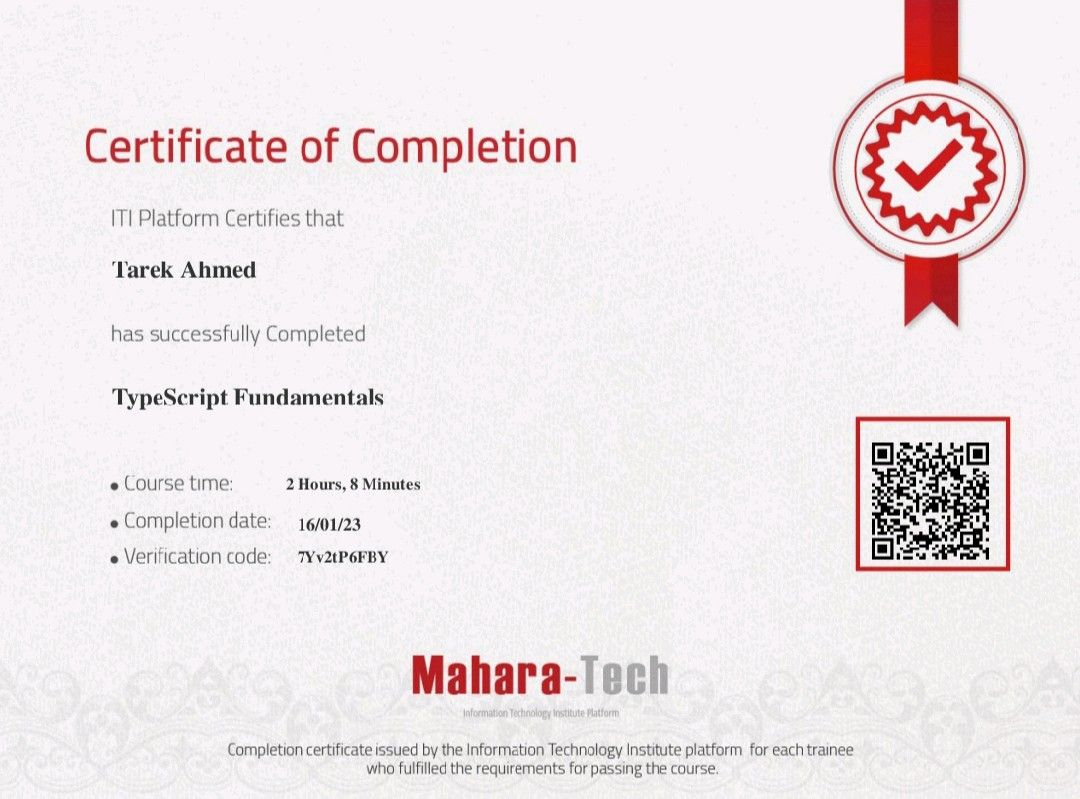 Certificate of Completion
ITI Platform Certifies that
Tarek Ahmed
has successfully Completed
TypeScript Fundamentals
• Course time: 2 Hours, 8 Minutes
• Completion date: 16/01/23
• Verification code: 7Yv2tP6FBY
Mahara-Tech
Information Technology Institute Platform
Completion certificate issued by the Information Technology Institute platform for each trainee
who fulfilled the requirements for passing the course.